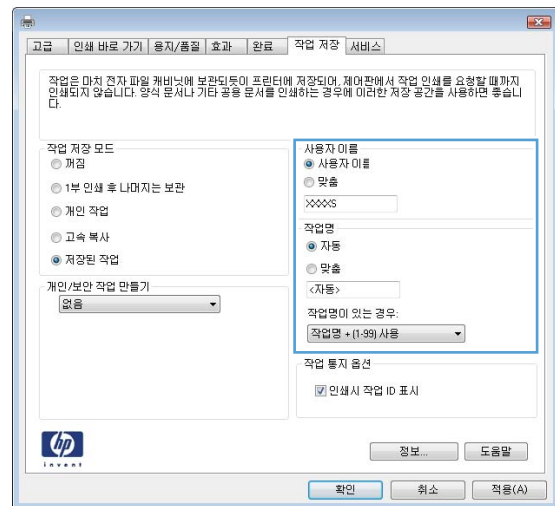 고급 인쇄 바로 가기 용지/품질 효과 완료 작업 저장 서비스
작업은 마치 전자 파일 캐비닛에 보관되듯이 프린터에 저장되어, 제어판에서 작업 인쇄를 요청할 때까지
인쇄되지 않습니다. 양식 문서나 기타 공용 문서를 인쇄하는 경우에 이러한 저장 공간을 사용하면 좋습니
다.
작업 저장 모드
꺼짐
1부 인쇄 후 나머지는 보관
개인 작업
고속 복사
저장된 작업
개인/보안 작업 만들기
없음
사용자 이름
사용자 이름
맞춤
XXXXS
작업명
자동
맞춤
<자동>
작업명이 있는 경우:
작업명 + (1-99) 사용
작업 통지 옵션
인쇄시 작업 ID 표시
hp
invent
정보... 도움말
확인 취소 적용(A)